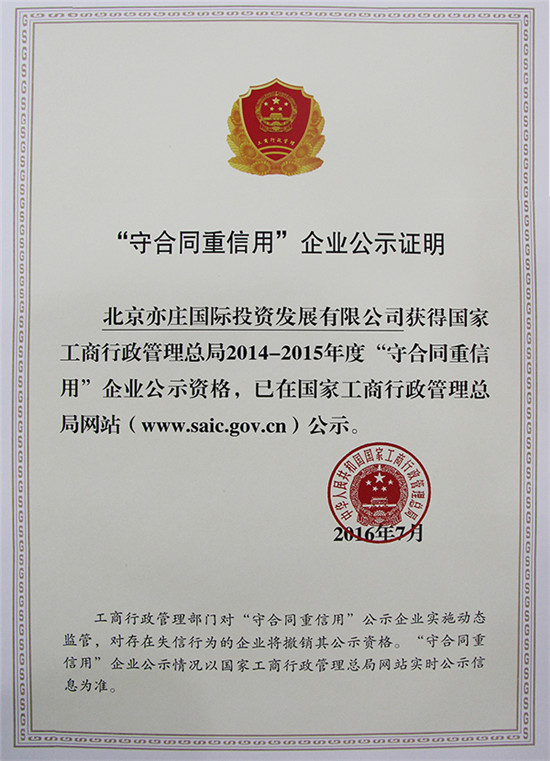 工商行政管理
“守合同重信用”企业公示证明
北京亦庄国际投资发展有限公司获得国家
工商行政管理总局2014-2015年度“守合同重信
用”企业公示资格，已在国家工商行政管理总
局网站（www.saic.gov.cn）公示。
中华人民共和国国家工商行政管理总局
2016年7月
工商行政管理部门对“守合同重信用”公示企业实施动态
监管，对存在失信行为的企业将撤销其公示资格。“守合同重
信用”企业公示情况以国家工商行政管理总局网站实时公示信
息为准。